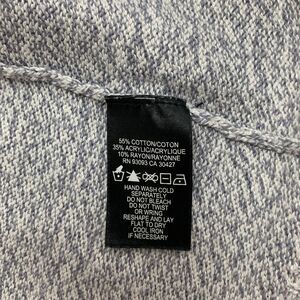 55% COTTON/COTON
35% ACRYLIC/ACRYLIQUE
10% RAYON/RAYONNE
RN 93093 CA 30427
HAND WASH COLD
SEPARATELY
DO NOT BLEACH
DO NOT TWIST
OR WRING
RESHAPE AND LAY
FLAT TO DRY
COOL IRON
IF NECESSARY